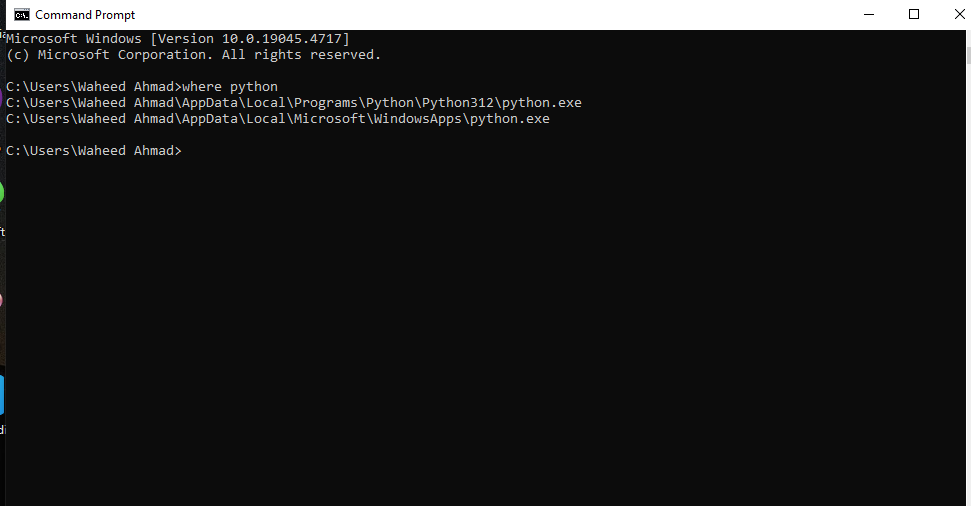 Command Prompt
Microsoft Windows [Version 10.0.19045.4717]
(c) Microsoft Corporation. All rights reserved.
C:\Users\Waheed Ahmad>where python
C:\Users\Waheed Ahmad\AppData\Local\Programs\Python\Python312\python.exe
C:\Users\Waheed Ahmad\AppData\Local\Microsoft\WindowsApps\python.exe
C:\Users\Waheed Ahmad>